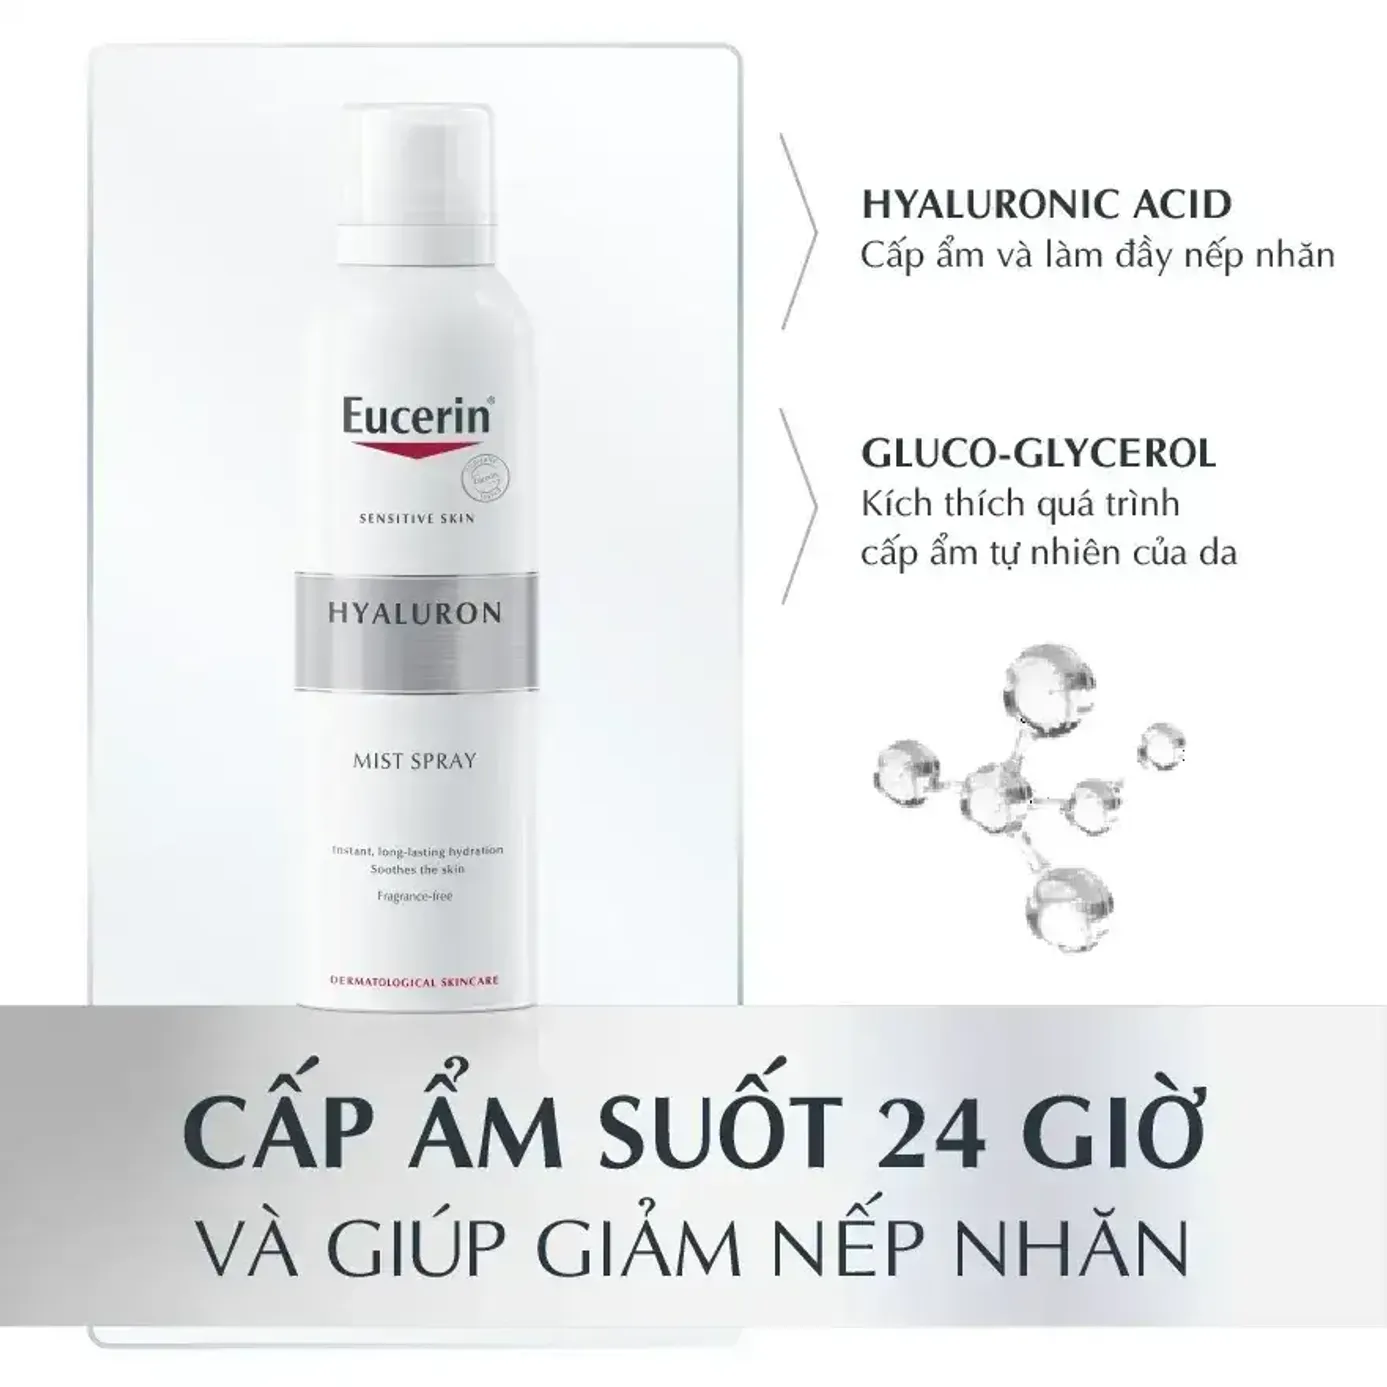 HYALURONIC ACID
Cấp ẩm và làm đầy nếp nhăn
GLUCO-GLYCEROL
Kích thích quá trình
cấp ẩm tự nhiên của da
Eucerin®
SENSITIVE SKIN
HYALURON
MIST SPRAY
Instant, long-lasting hydration
Soothes the skin
Fragrance-free
DERMATOLOGICAL SKINCARE
CẤP ẨM SUỐT 24 GIỜ
VÀ GIÚP GIẢM NẾP NHĂN